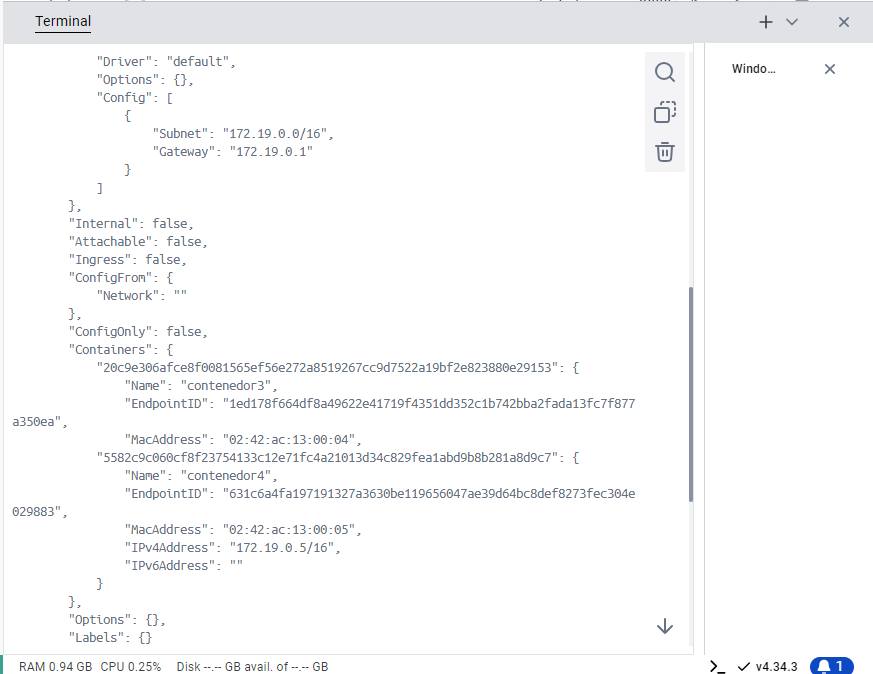 Terminal
Windo...
"Driver": "default",
"Options": {},
"Config": [
{
"Subnet": "172.19.0.0/16",
"Gateway": "172.19.0.1"
}
]
},
"Internal": false,
"Attachable": false,
"Ingress": false,
"ConfigFrom": {
"Network": ""
},
"ConfigOnly": false,
"Containers": {
"20c9e306afce8f0081565ef56e272a8519267cc9d7522a19bf2e823880e29153": {
"Name": "contenedor3",
"EndpointID": "1ed178f664df8a49622e41719f4351dd352c1b742bba2fada13fc7f877
a350ea",
"MacAddress": "02:42:ac:13:00:04",
"5582c9c060cf8f23754133c12e71fc4a21013d34c829fea1abd9b8b281a8d9c7": {
"Name": "contenedor4",
"EndpointID": "631c6a4fa197191327a3630be119656047ae39d64bc8def8273fec304e
029883",
"MacAddress": "02:42:ac:13:00:05",
"IPv4Address": "172.19.0.5/16",
"IPv6Address": ""
}
},
"Options": {},
"Labels": {}
RAM 0.94 GB CPU 0.25% Disk --.-- GB avail. of --.-- GB
v4.34.3
1